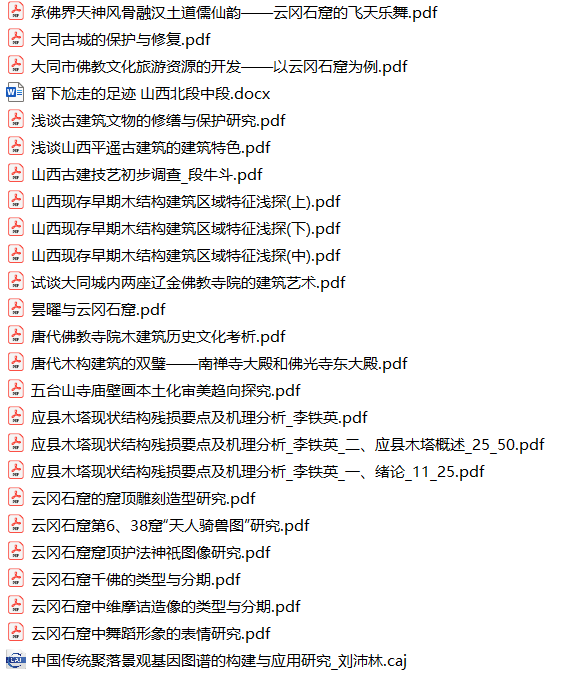 承佛界天神风骨融汉土道儒仙韵——云冈石窟的飞天乐舞.pdf
大同古城的保护与修复.pdf
大同市佛教文化旅游资源的开发——以云冈石窟为例.pdf
留下尬走的足迹 山西北段中段.docx
浅谈古建筑文物的修缮与保护研究.pdf
浅谈山西平遥古建筑的建筑特色.pdf
山西古建技艺初步调查_段牛斗.pdf
山西现存早期木结构建筑区域特征浅探(上).pdf
山西现存早期木结构建筑区域特征浅探(下).pdf
山西现存早期木结构建筑区域特征浅探(中).pdf
试谈大同城内两座辽金佛教寺院的建筑艺术.pdf
昙曜与云冈石窟.pdf
唐代佛教寺院木建筑历史文化考析.pdf
唐代木构建筑的双璧——南禅寺大殿和佛光寺东大殿.pdf
五台山寺庙壁画本土化审美趋向探究.pdf
应县木塔现状结构残损要点及机理分析_李铁英.pdf
应县木塔现状结构残损要点及机理分析_李铁英_二、应县木塔概述_25_50.pdf
应县木塔现状结构残损要点及机理分析_李铁英_一、绪论_11_25.pdf
云冈石窟的窟顶雕刻造型研究.pdf
云冈石窟第6、38窟“天人骑兽图”研究.pdf
云冈石窟窟顶护法神祇图像研究.pdf
云冈石窟千佛的类型与分期.pdf
云冈石窟中维摩诘造像的类型与分期.pdf
云冈石窟中舞蹈形象的表情研究.pdf
中国传统聚落景观基因图谱的构建与应用研究_刘沛林.caj